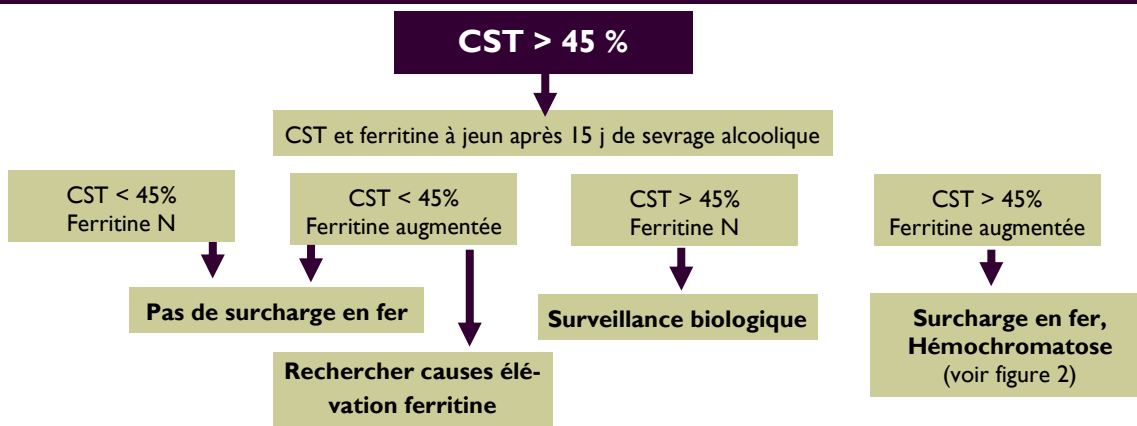 CST > 45 %
CST et ferritine à jeun après 15 j de sevrage alcoolique
CST < 45%
Ferritine N
CST < 45%
Ferritine augmentée
CST > 45%
Ferritine N
CST > 45%
Ferritine augmentée
Pas de surcharge en fer
Rechercher causes élé-
vation ferritine
Surveillance biologique
Surcharge en fer,
Hémochromatose
(voir figure 2)